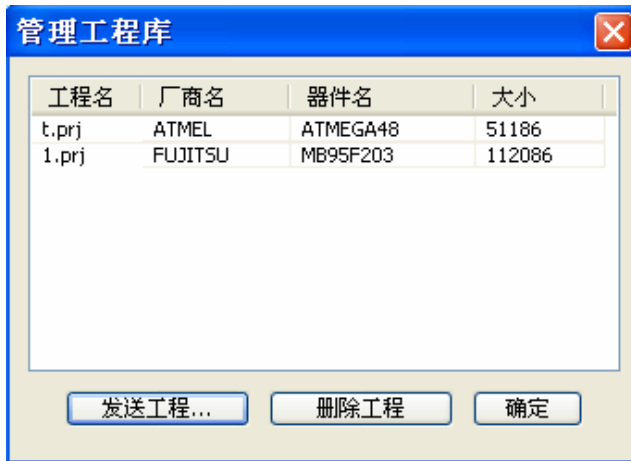 管理工程库
工程名 厂商名 器件名 大小
t.prj ATMEL ATMEGA48 51186
1.prj FUJITSU MB95F203 112086
发送工程... 删除工程 确定